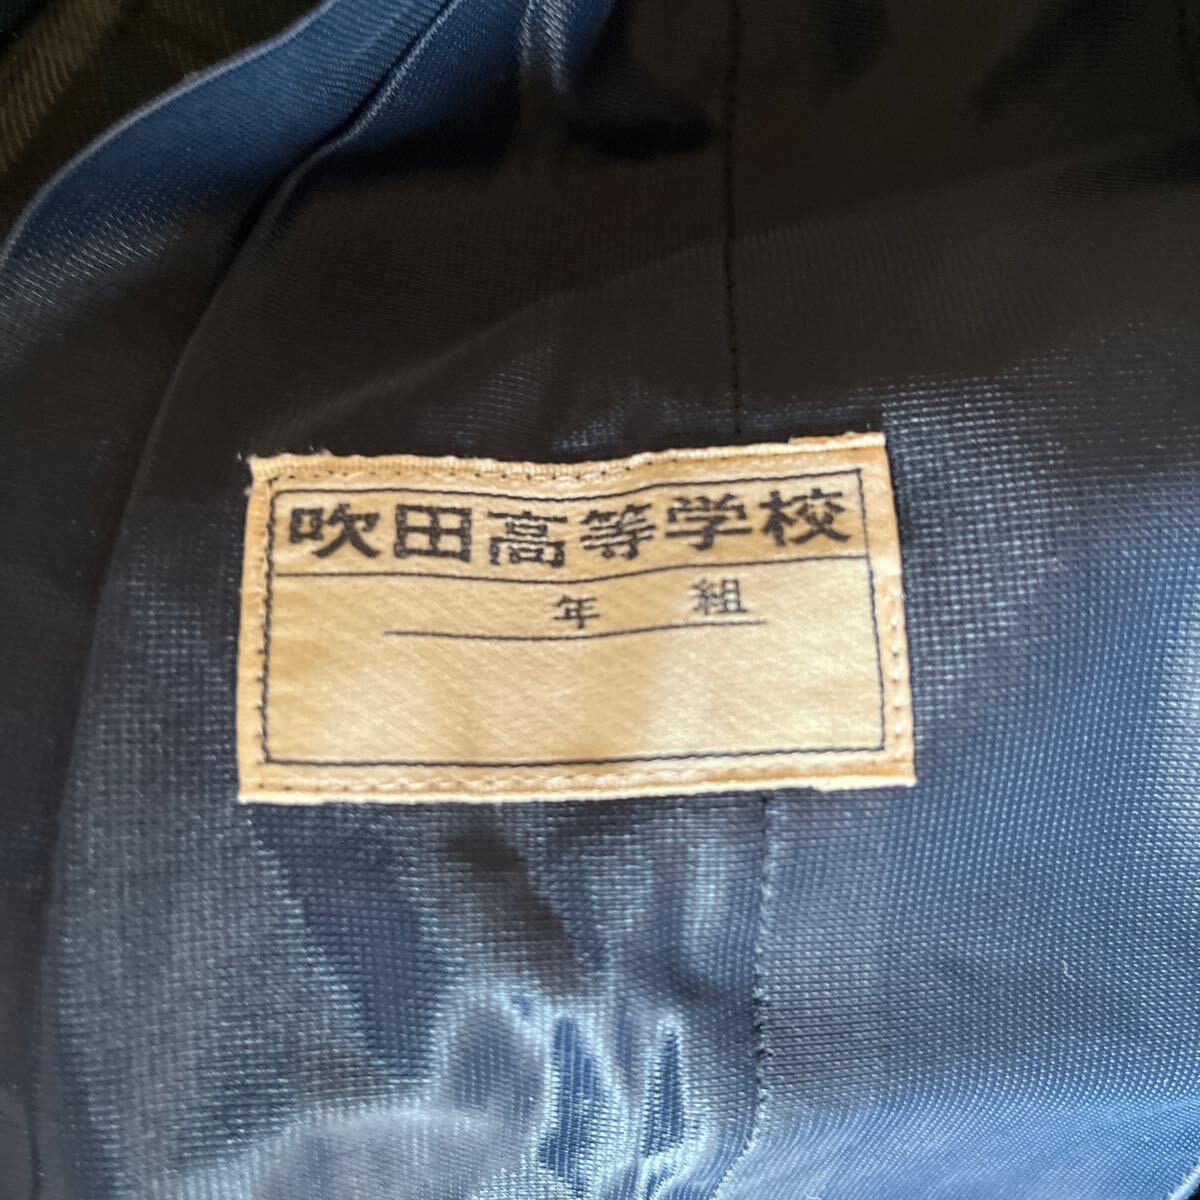 吹田高等学校
年 組